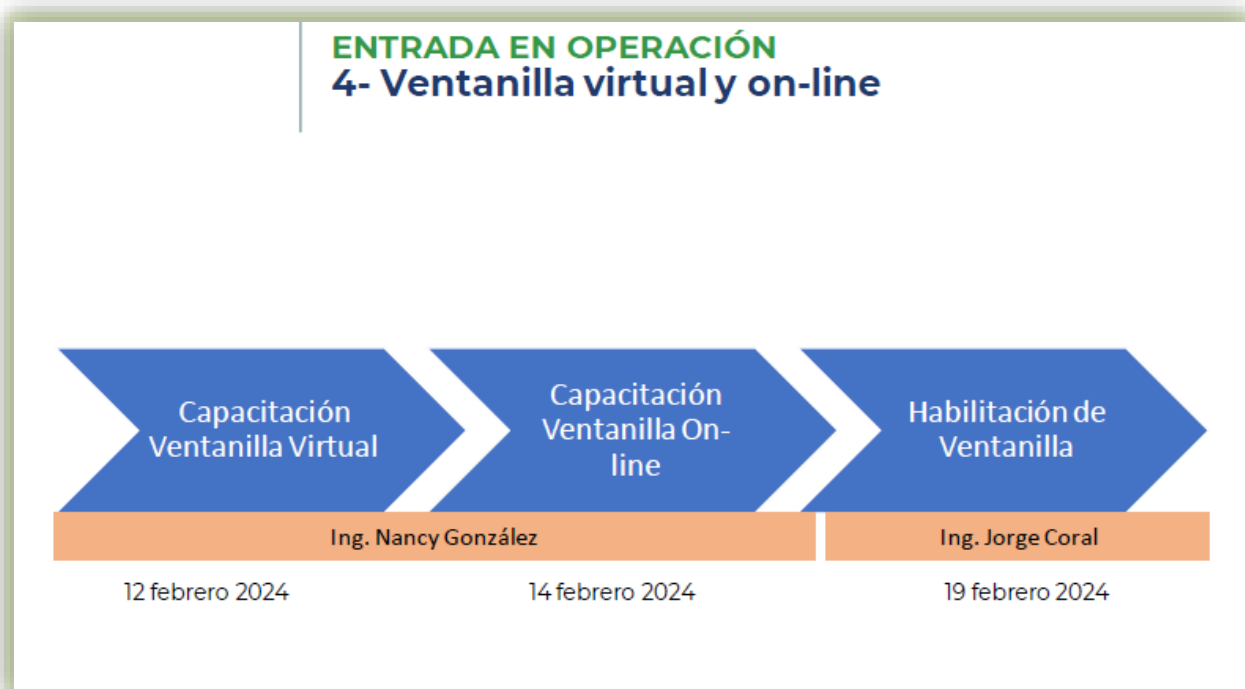 ENTRADA EN OPERACIÓN
4- Ventanilla virtual y on-line
Capacitación
Ventanilla Virtual
Capacitación
Ventanilla On-
line
Habilitación de
Ventanilla
Ing. Nancy González
Ing. Jorge Coral
12 febrero 2024
14 febrero 2024
19 febrero 2024